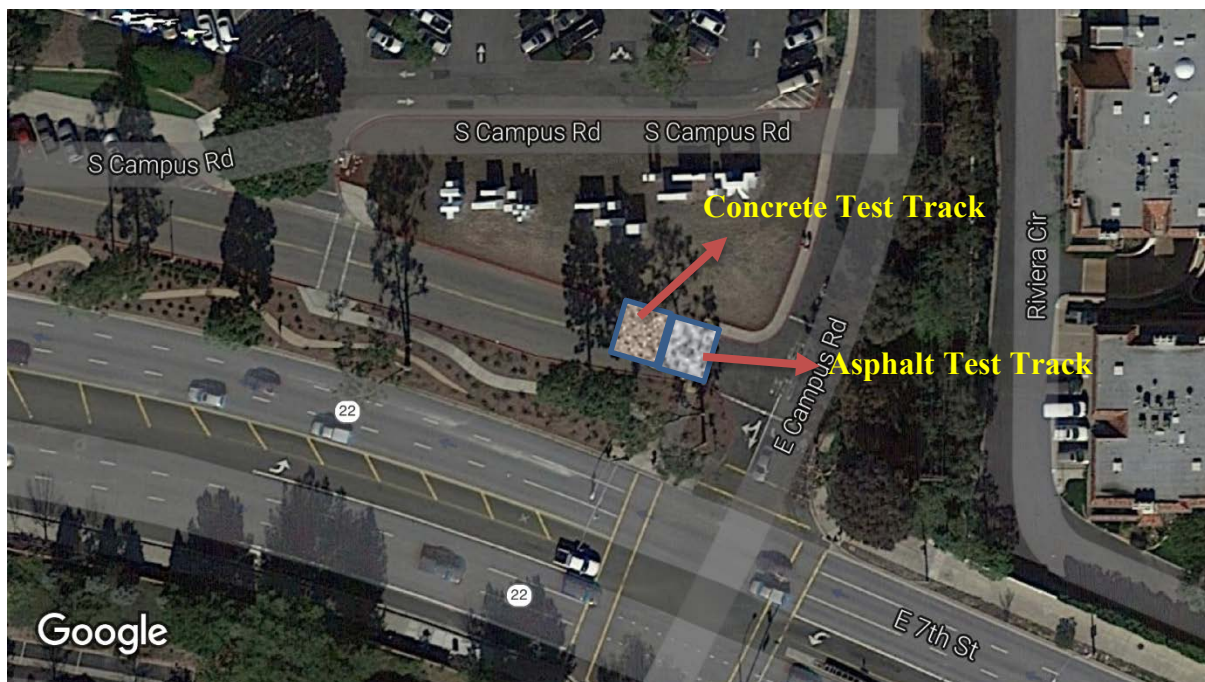 S Campus Rd
S Campus Rd
S Campus Rd
Concrete Test Track
Riviera Cir
Asphalt Test Track
E Campus Rd
22
22
E 7th St
Google